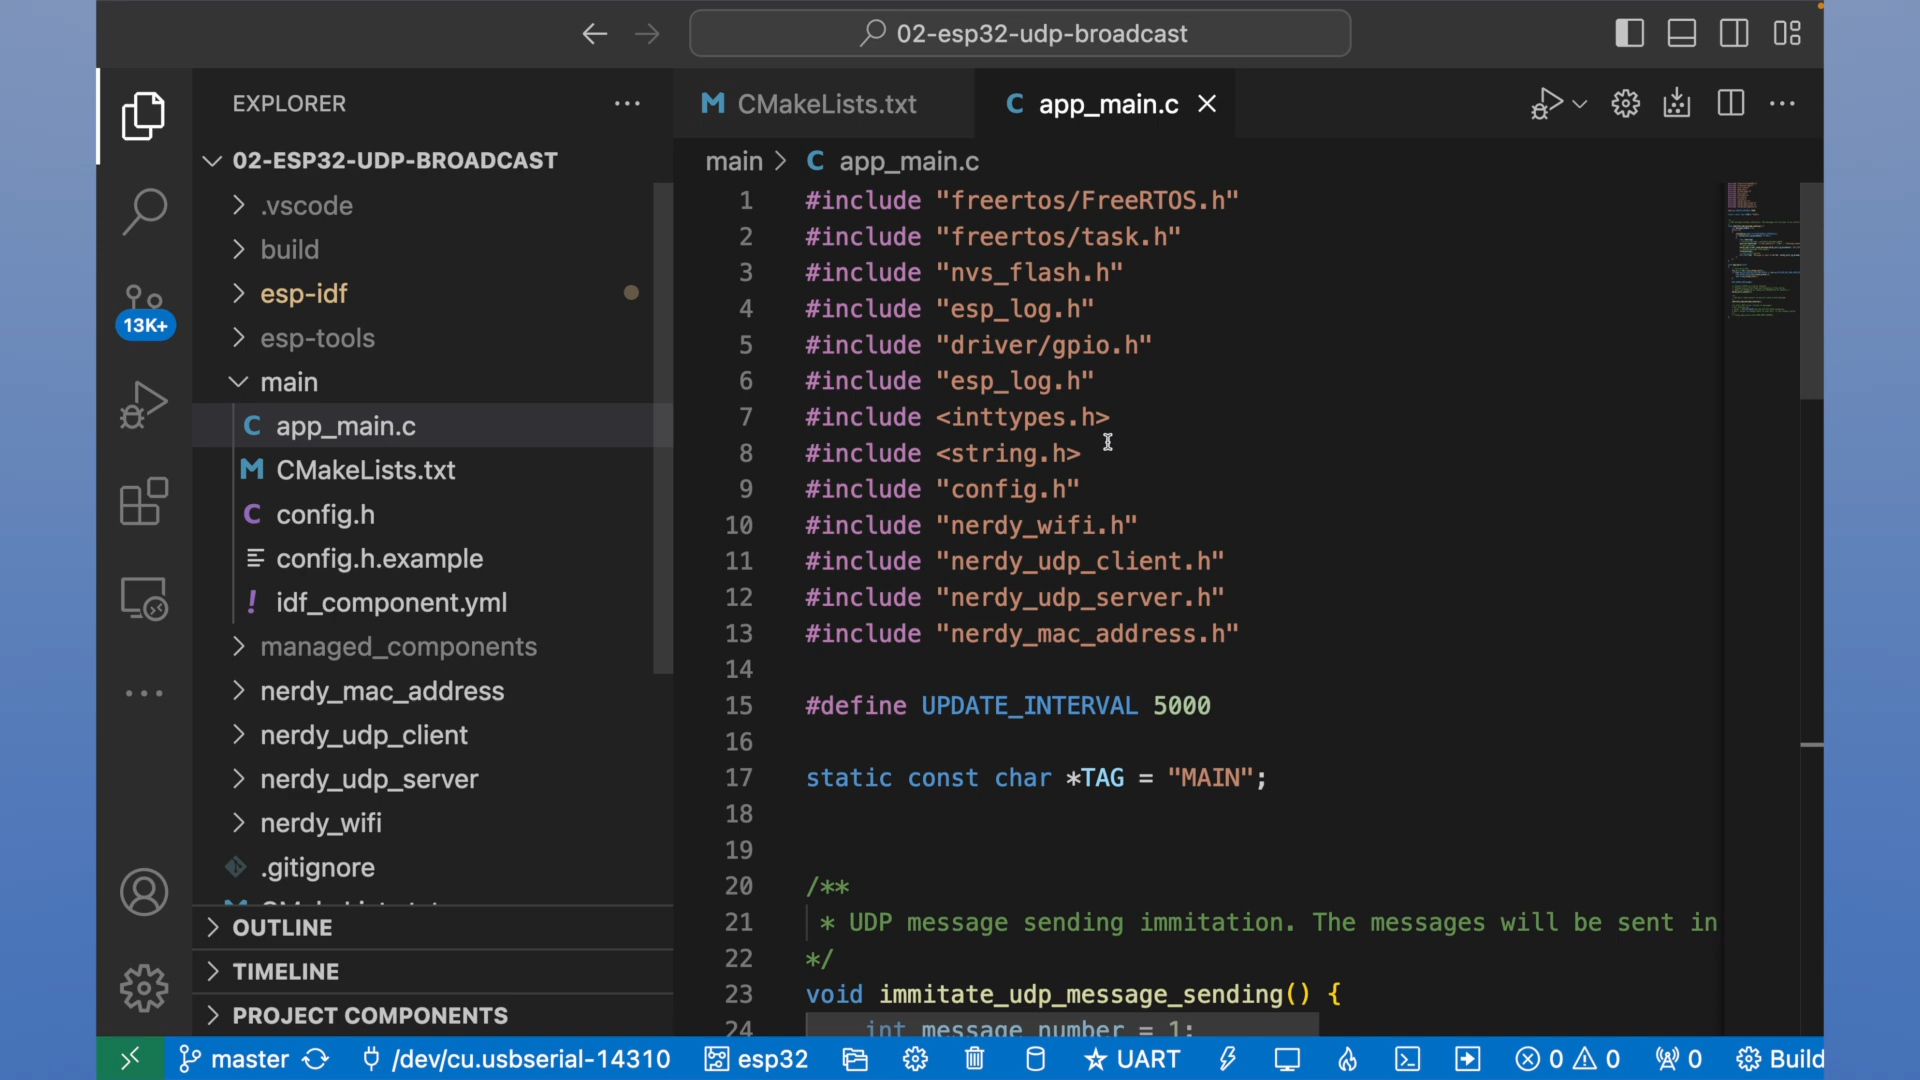 02-esp32-udp-broadcast
EXPLORER
02-ESP32-UDP-BROADCAST
.vscode
build
esp-idf
esp-tools
main
app_main.c
CMakeLists.txt
config.h
config.h.example
idf_component.yml
managed_components
nerdy_mac_address
nerdy_udp_client
nerdy_udp_server
nerdy_wifi
.gitignore
OUTLINE
TIMELINE
PROJECT COMPONENTS
13K+
CMakeLists.txt
app_main.c
main > C app_main.c
1 #include "freertos/FreeRTOS.h"
2 #include "freertos/task.h"
3 #include "nvs_flash.h"
4 #include "esp_log.h"
5 #include "driver/gpio.h"
6 #include "esp_log.h"
7 #include <inttypes.h>
8 #include <string.h>
9 #include "config.h"
10 #include "nerdy_wifi.h"
11 #include "nerdy_udp_client.h"
12 #include "nerdy_udp_server.h"
13 #include "nerdy_mac_address.h"
14
15 #define UPDATE_INTERVAL 5000
16
17 static const char *TAG = "MAIN";
18
19
20 /**
21 * UDP message sending immitation. The messages will be sent in
22 */
23 void immitate_udp_message_sending() {
24 int message_number = 1;
master /dev/cu.usbserial-14310 esp32 UART 0 0 0 Build